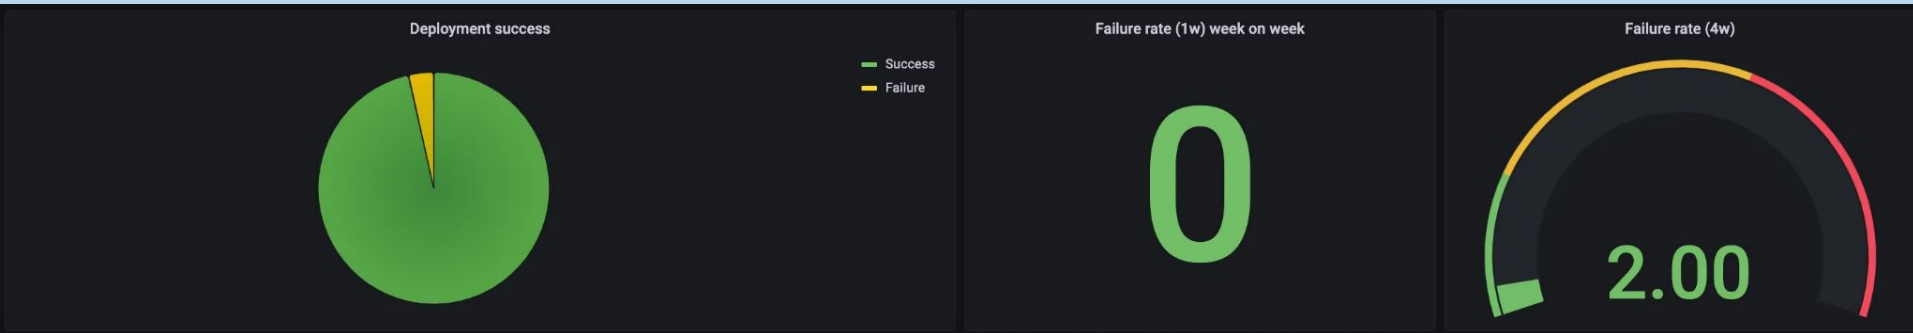 Deployment success
Success
Failure
Failure rate (1w) week on week
0
Failure rate (4w)
2.00